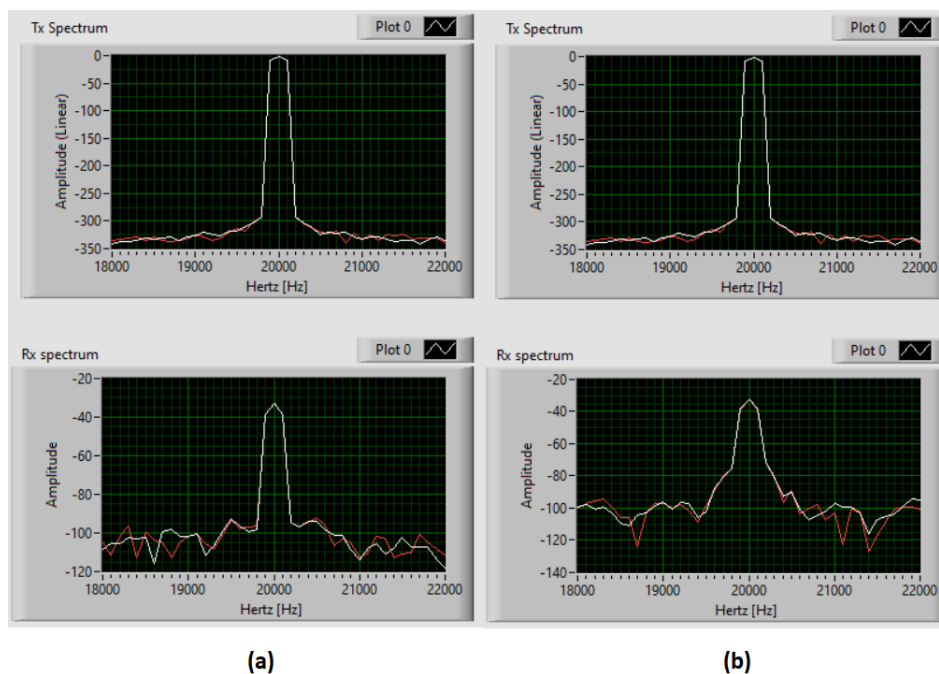 Tx Spectrum
Plot 0
Amplitude (Linear)
0
-50
-100
-150
-200
-250
-300
-350
18000 19000 20000 21000 22000
Hertz [Hz]
Tx Spectrum
Plot 0
Amplitude (Linear)
0
-50
-100
-150
-200
-250
-300
-350
18000 19000 20000 21000 22000
Hertz [Hz]
Rx spectrum
Plot 0
Amplitude
-20
-40
-60
-80
-100
-120
18000 19000 20000 21000 22000
Hertz [Hz]
Rx spectrum
Plot 0
Amplitude
-20
-40
-60
-80
-100
-120
-140
18000 19000 20000 21000 22000
Hertz [Hz]
(a)
(b)